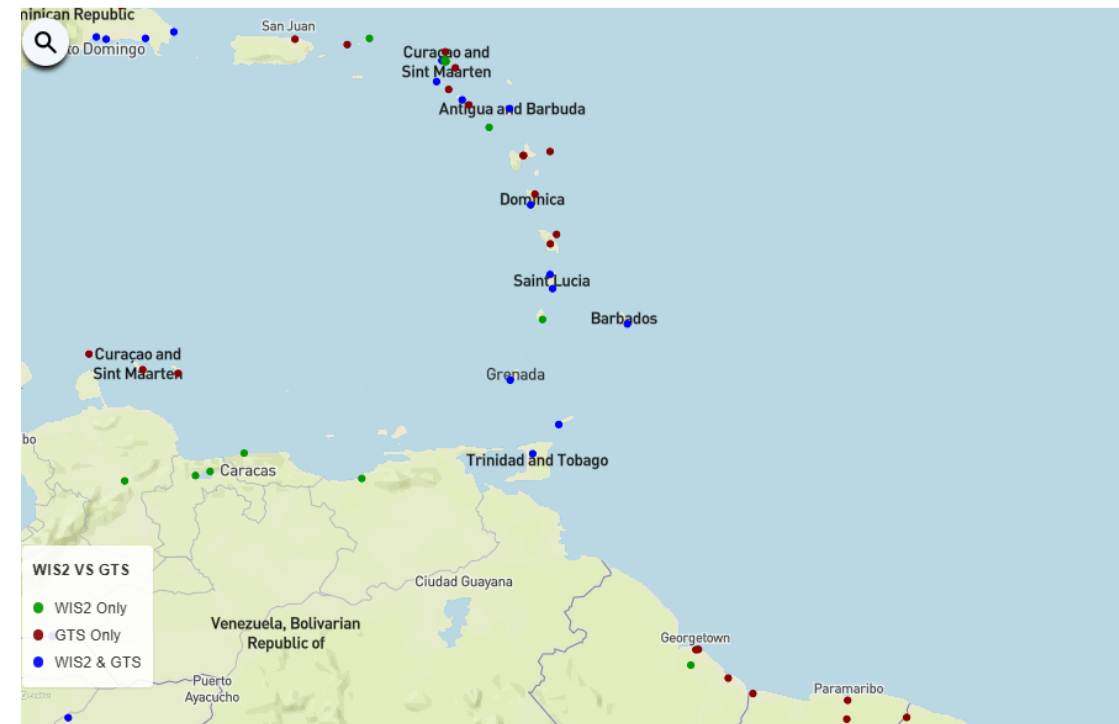 minican Republic
to Domingo
San Juan
Curaçao and
Sint Maarten
Antigua and Barbuda
Dominica
Saint Lucia
Barbados
Curaçao and
Sint Maarten
Grenada
bo
Caracas
Trinidad and Tobago
WIS2 VS GTS
WIS2 Only
GTS Only
WIS2 & GTS
Ciudad Guayana
Venezuela, Bolivarian
Republic of
Georgetown
Puerto
Ayacucho
Paramaribo